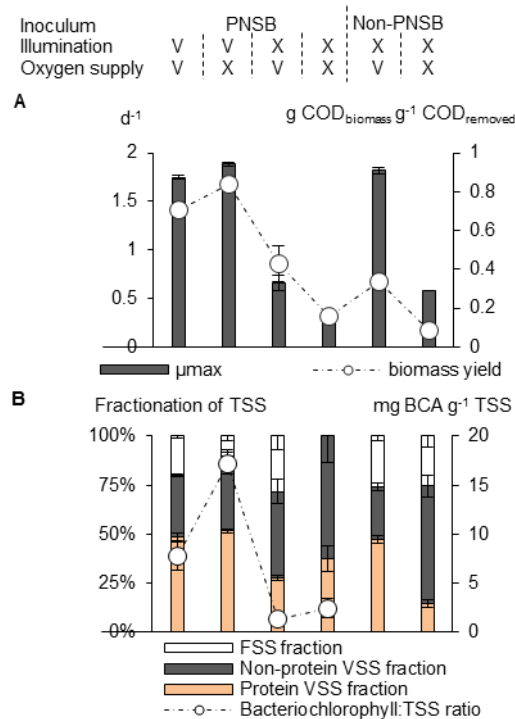 Inoculum PNSB Non-PNSB
Illumination V V X X X X
Oxygen supply V X V X V X
A
d-1 g CODbiomass g-1 CODremoved
2 1
1.5 0.8
1 0.6
0.5 0.4
0 0.2
0
µmax biomass yield
B Fractionation of TSS mg BCA g-1 TSS
100% 20
75% 15
50% 10
25% 5
0% 0
FSS fraction
Non-protein VSS fraction
Protein VSS fraction
Bacteriochlorophyll:TSS ratio